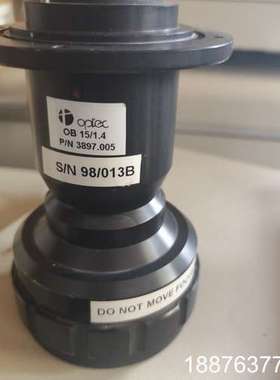 optec
OB 15/1.4
P/N 3897.005
S/N 98/013B
DO NOT MOVE
18876377